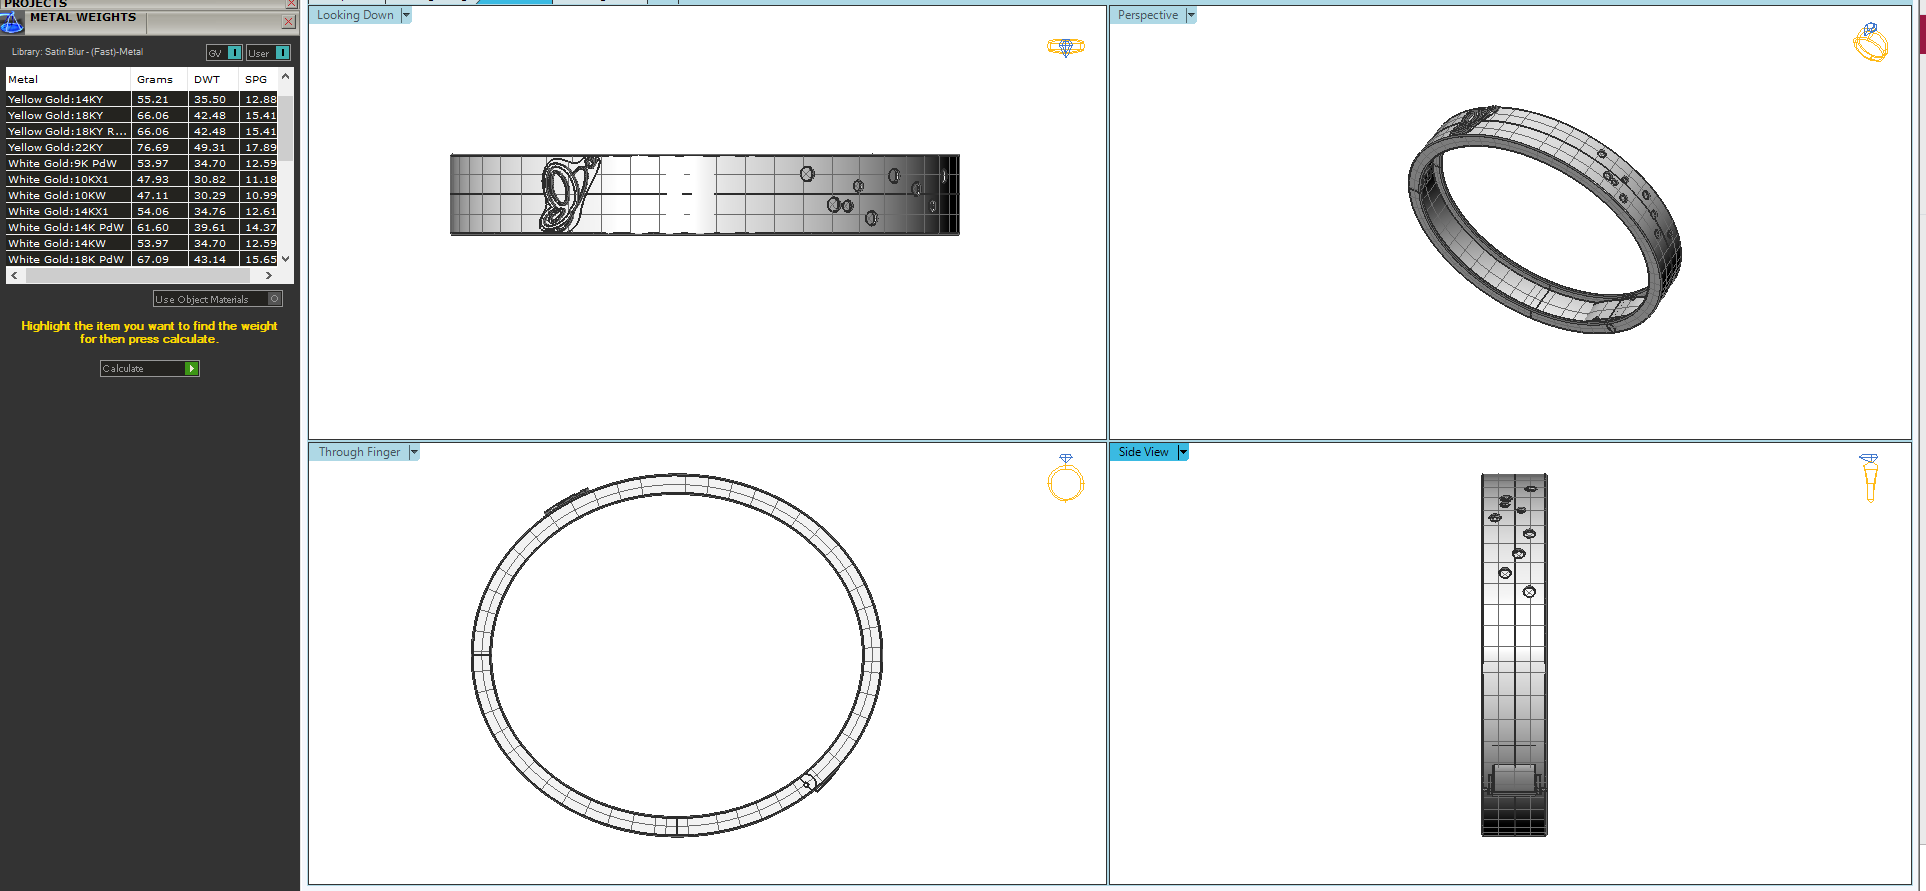 PROJECTS
METAL WEIGHTS
Library: Satin Blur - (Fast)-Metal
GV
User
Metal Grams DWT SPG
Yellow Gold:14KY 55.21 35.50 12.88
Yellow Gold:18KY 66.06 42.48 15.41
Yellow Gold:18KY R... 66.06 42.48 15.41
Yellow Gold:22KY 76.69 49.31 17.89
White Gold:9K PdW 53.97 34.70 12.59
White Gold:10KX1 47.93 30.82 11.18
White Gold:10KW 47.11 30.29 10.99
White Gold:14KX1 54.06 34.76 12.61
White Gold:14K PdW 61.60 39.61 14.37
White Gold:14KW 53.97 34.70 12.59
White Gold:18K PdW 67.09 43.14 15.65
Use Object Materials
Highlight the item you want to find the weight
for then press calculate.
Calculate
Looking Down
Perspective
Through Finger
Side View